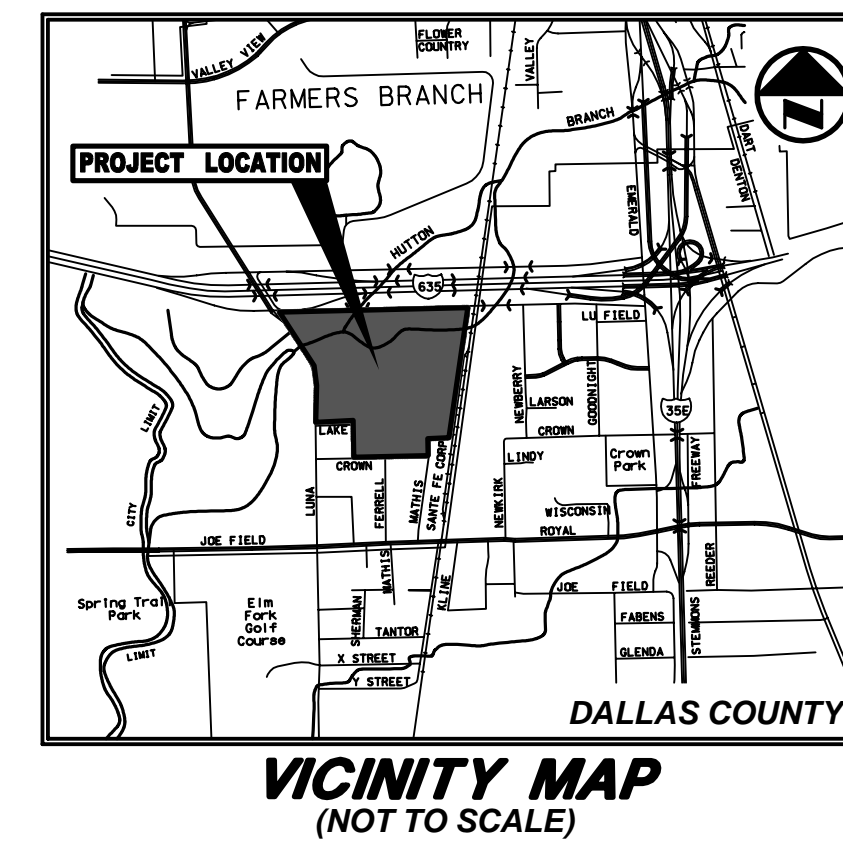 FLOWER
COUNTRY
VALLEY VIEW
VALLEY
FARMERS BRANCH
BRANCH
DART
DENTON
PROJECT LOCATION
EMERALD
HUTTON
635
LU FIELD
LIMIT
NEWBERRY
LARSON
GOODNIGHT
35E
LAKE
CROWN
CROWN
LINDY
Crown
Park
FREEWAY
CITY
LUNA
FERRELL
MATHIS
SANTE FE CORP
NEWKIRK
WISCONSIN
ROYAL
JOE FIELD
MATHIS
KLINE
JOE FIELD
REEDER
Spring Trail
Park
Elm
Fork
Golf
Course
SHERMAN
TANTOR
FABENS
STEMMONS
LIMIT
X STREET
GLENDA
Y STREET
DALLAS COUNTY
VICINITY MAP
(NOT TO SCALE)
N